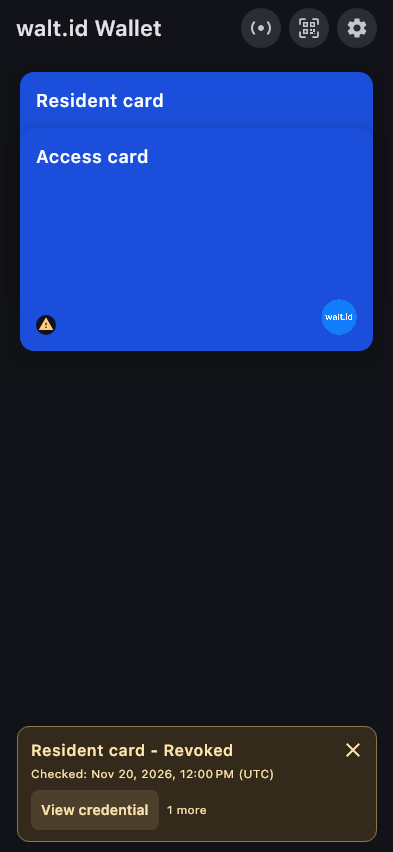 walt.id Wallet
Resident card
Access card
walt.id
Resident card - Revoked
Checked: Nov 20, 2026, 12:00 PM (UTC)
View credential
1 more